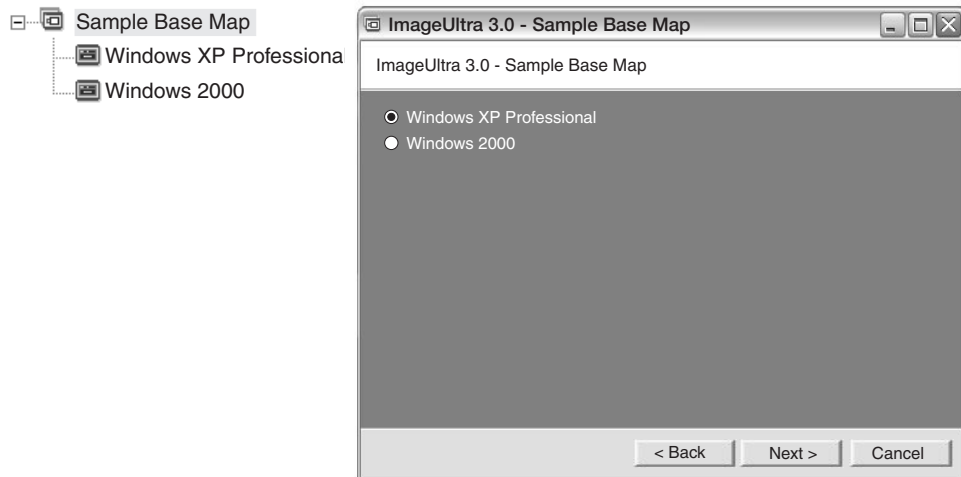 Sample Base Map
Windows XP Professiona
Windows 2000
ImageUltra 3.0 - Sample Base Map
ImageUltra 3.0 - Sample Base Map
Windows XP Professional
Windows 2000
< Back
Next >
Cancel